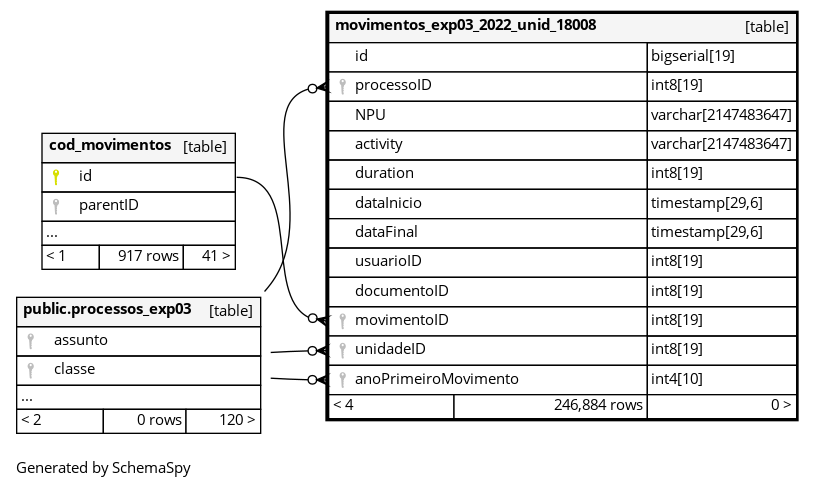 movimentos_exp03_2022_unid_18008 [table]
id bigserial[19]
processoID int8[19]
NPU varchar[2147483647]
activity varchar[2147483647]
duration int8[19]
dataInicio timestamp[29,6]
dataFinal timestamp[29,6]
usuarioID int8[19]
documentoID int8[19]
movimentoID int8[19]
unidadeID int8[19]
anoPrimeiroMovimento int4[10]
< 4 246,884 rows 0 >
cod_movimentos [table]
id
parentID
...
< 1 917 rows 41 >
public.processos_exp03 [table]
assunto
classe
...
< 2 0 rows 120 >
Generated by SchemaSpy